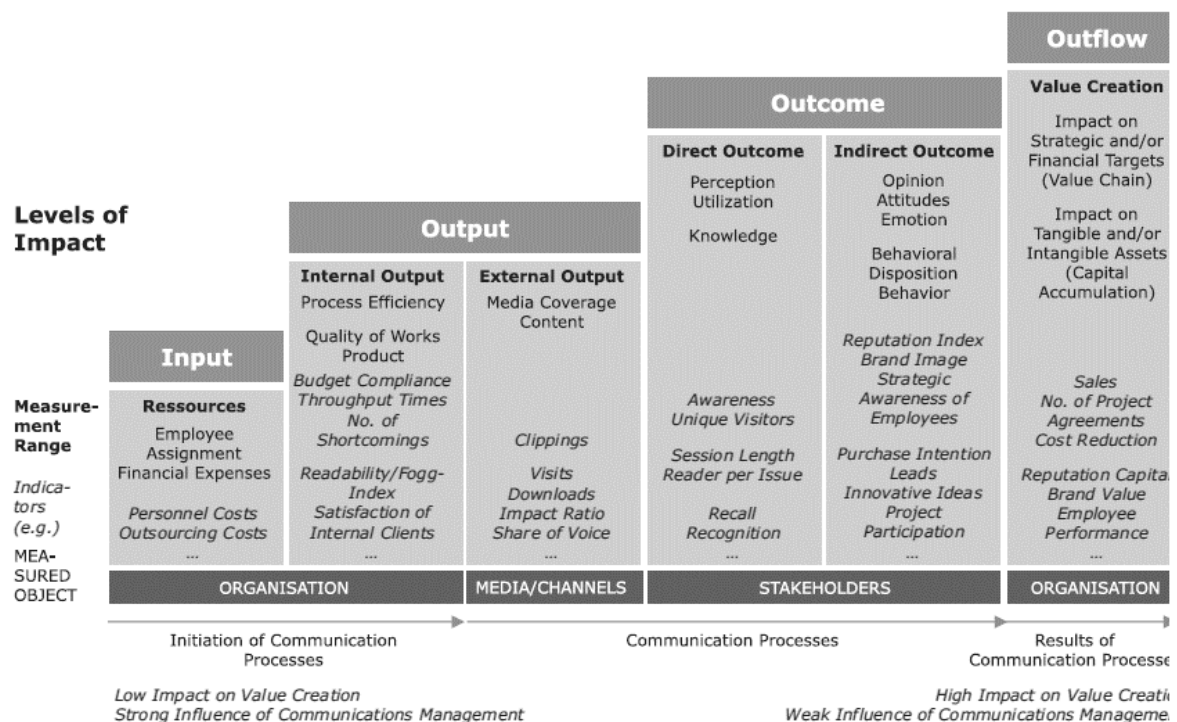 Levels of
Impact
Measure-
ment
Range
Indica-
tors
(e.g.)
MEA-
SURED
OBJECT
Input
Ressources
Employee
Assignment
Financial Expenses
Personnel Costs
Outsourcing Costs
...
Output
Internal Output
Process Efficiency
Quality of Works
Product
Budget Compliance
Throughput Times
No. of
Shortcomings
Readability/Fogg-
Index
Satisfaction of
Internal Clients
...
External Output
Media Coverage
Content
Clippings
Visits
Downloads
Impact Ratio
Share of Voice
...
Outcome
Direct Outcome
Perception
Utilization
Knowledge
Awareness
Unique Visitors
Session Length
Reader per Issue
Recall
Recognition
...
Indirect Outcome
Opinion
Attitudes
Emotion
Behavioral
Disposition
Behavior
Reputation Index
Brand Image
Strategic
Awareness of
Employees
Purchase Intention
Leads
Innovative Ideas
Project
Participation
...
Outflow
Value Creation
Impact on
Strategic and/or
Financial Targets
(Value Chain)
Impact on
Tangible and/or
Intangible Assets
(Capital
Accumulation)
Sales
No. of Project
Agreements
Cost Reduction
Reputation Capita
Brand Value
Employee
Performance
...
ORGANISATION
MEDIA/CHANNELS
STAKEHOLDERS
ORGANISATION
Initiation of Communication
Processes
Communication Processes
Results of
Communication Processe
Low Impact on Value Creation
Strong Influence of Communications Management
High Impact on Value Creatio
Weak Influence of Communications Manageme